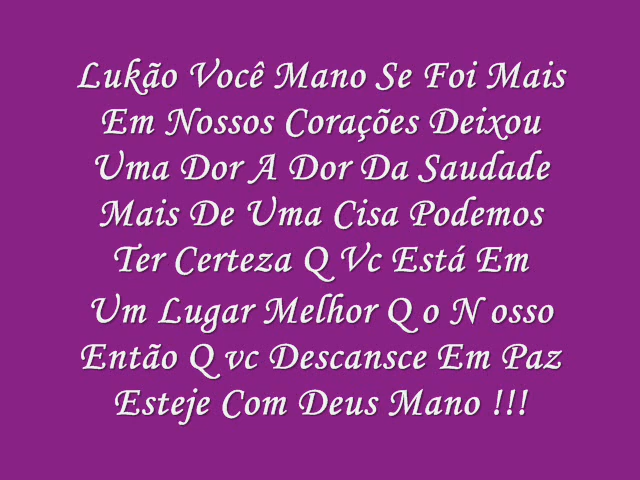 Lukão Você Mano Se Foi Mais
Em Nossos Corações Deixou
Uma Dor A Dor Da Saudade
Mais De Uma Cisa Podemos
Ter Certeza Q Vc Está Em
Um Lugar Melhor Q o N osso
Então Q vc Descansce Em Paz
Esteje Com Deus Mano !!!